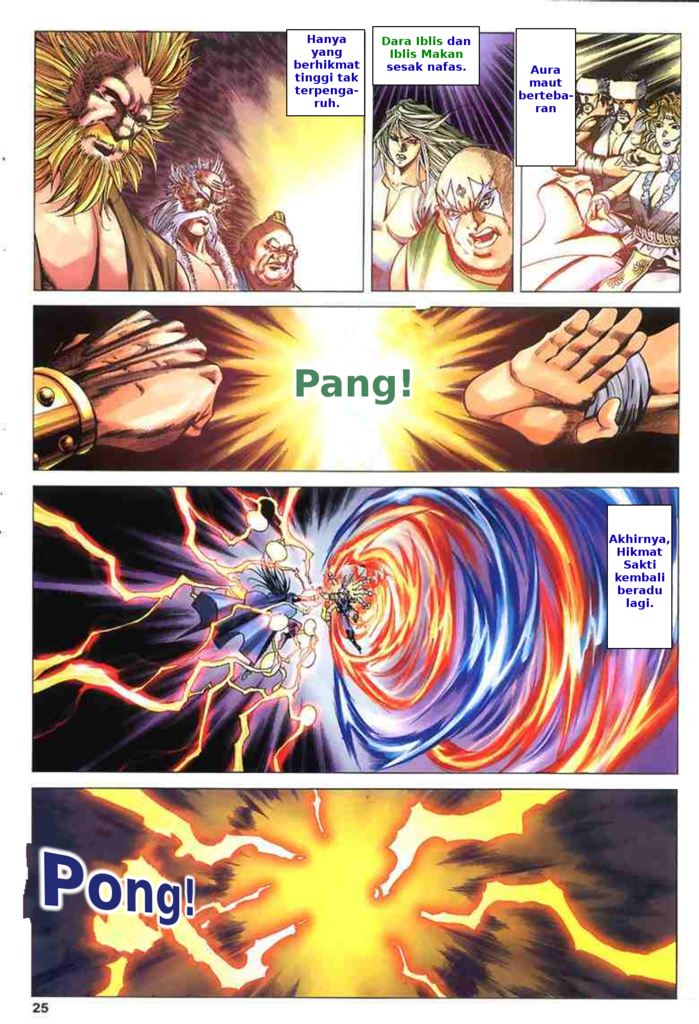 Aura
maut
berteba-
ran
Dara Iblis dan
Iblis Makan
sesak nafas.
Hanya
yang
berhikmat
tinggi tak
terpenga-
ruh.
Pang!
Akhirnya,
Hikmat
Sakti
kembali
beradu
lagi.
Pong!
25